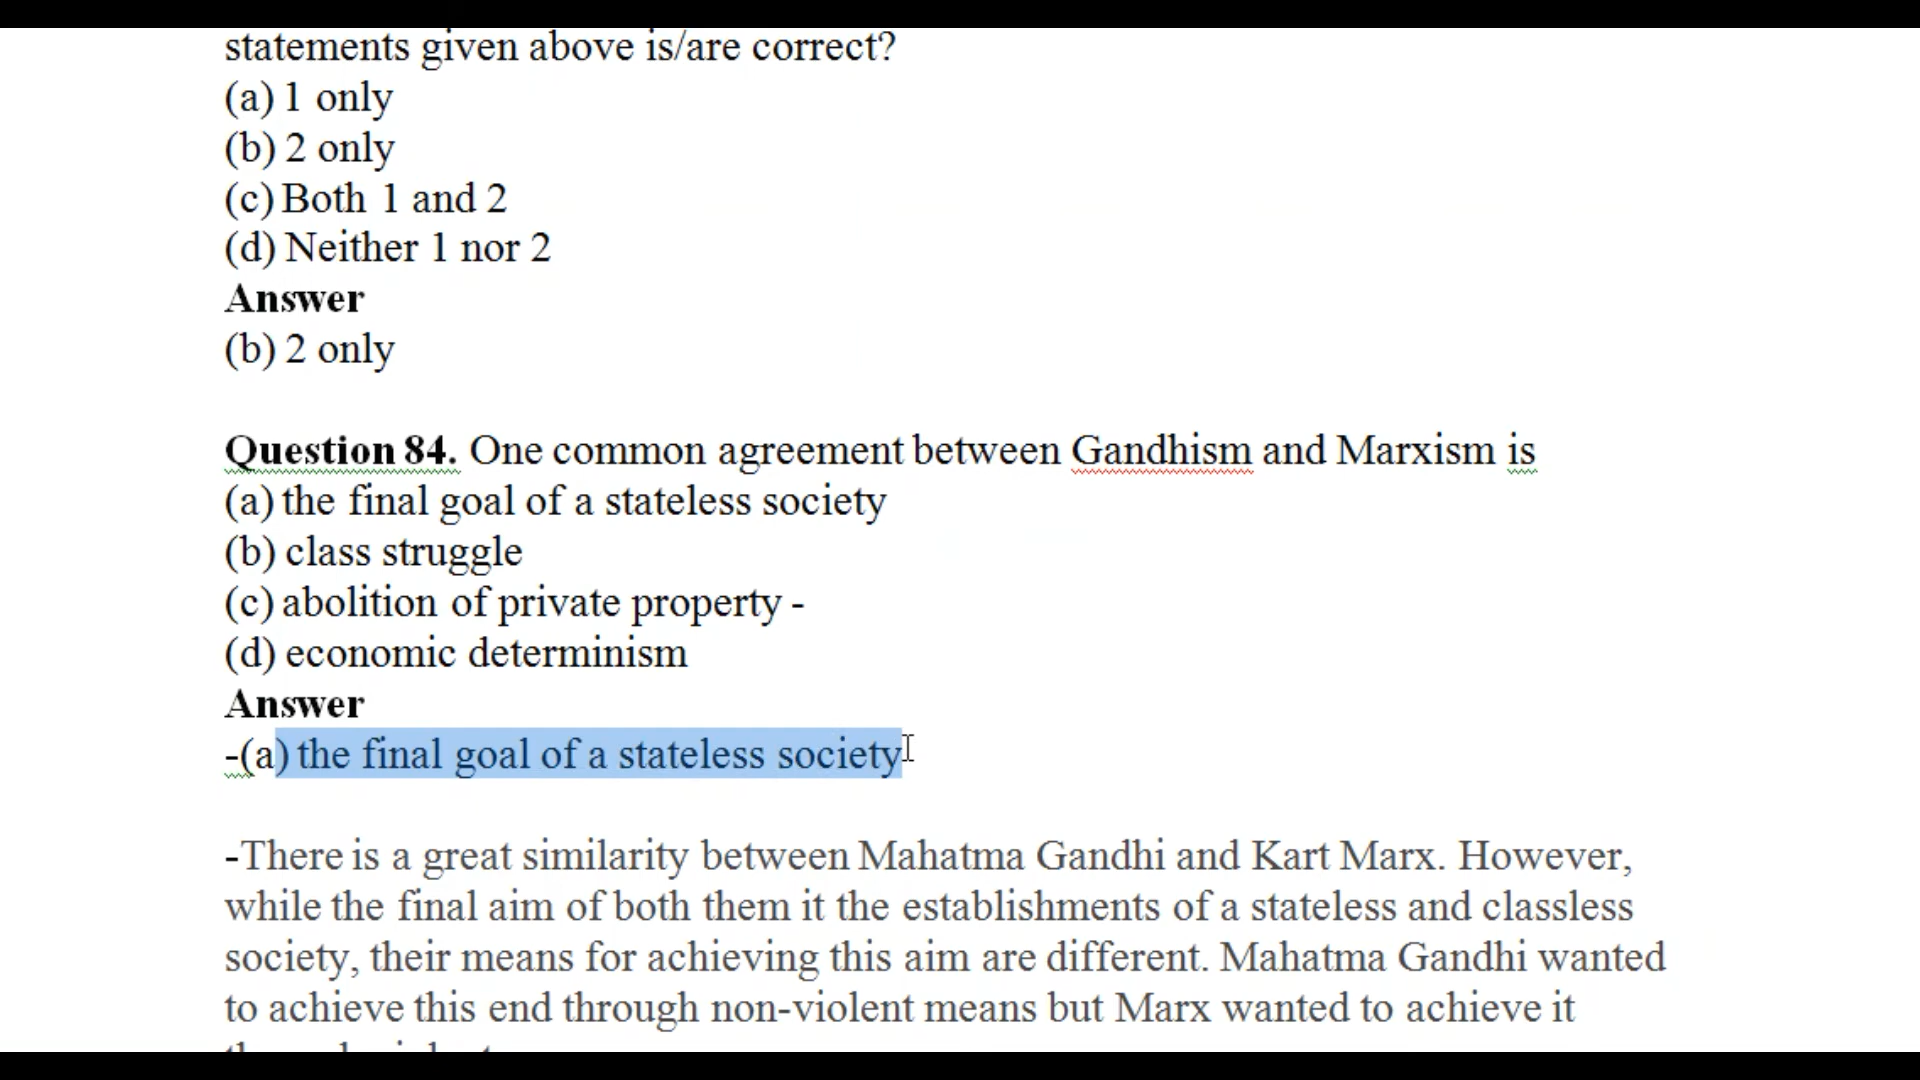 statements given above is/are correct?
(a) 1 only
(b) 2 only
(c) Both 1 and 2
(d) Neither 1 nor 2
Answer
(b) 2 only
Question 84. One common agreement between Gandhism and Marxism is
(a) the final goal of a stateless society
(b) class struggle
(c) abolition of private property -
(d) economic determinism
Answer
-(a) the final goal of a stateless society
-There is a great similarity between Mahatma Gandhi and Kart Marx. However,
while the final aim of both them it the establishments of a stateless and classless
society, their means for achieving this aim are different. Mahatma Gandhi wanted
to achieve this end through non-violent means but Marx wanted to achieve it